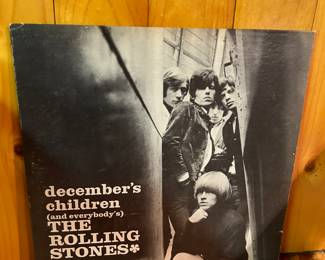 december's
children
(and everybody's)
THE
ROLLING
STONES*